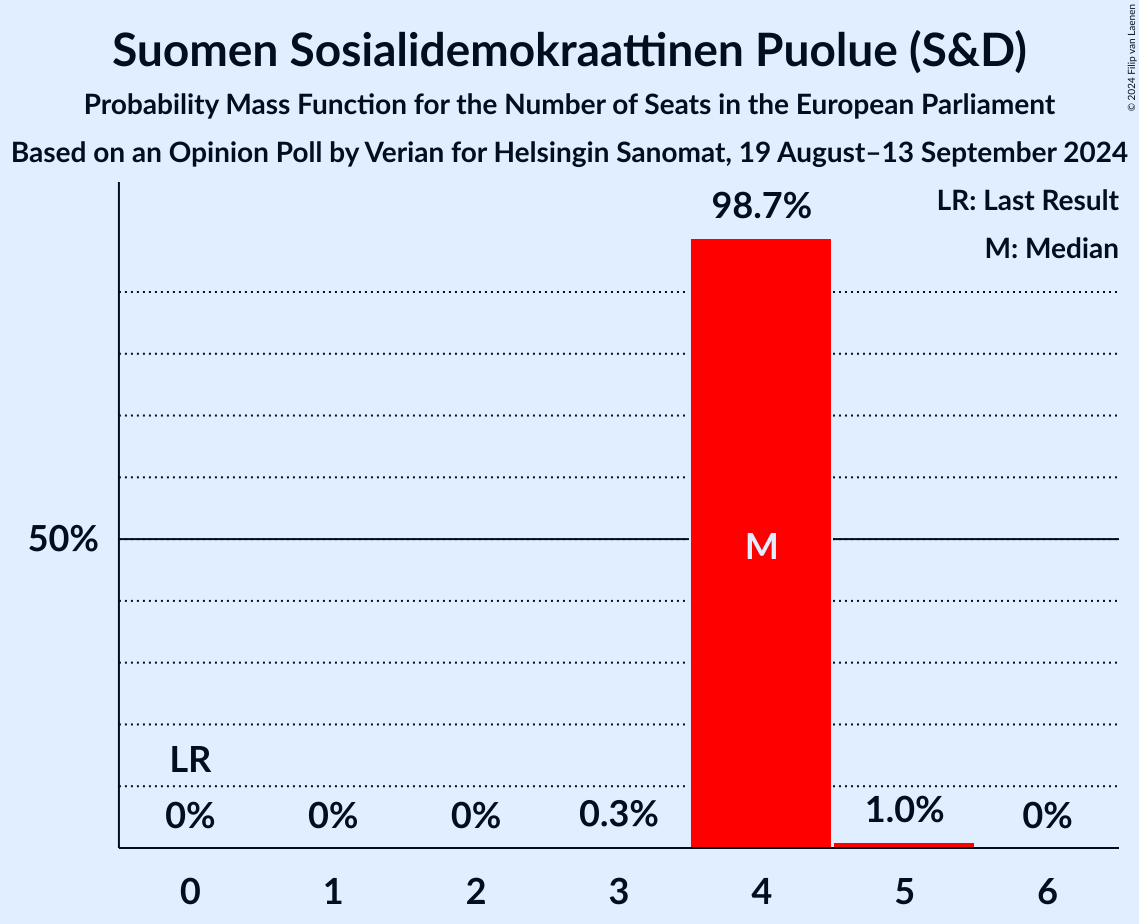 Suomen Sosialidemokraattinen Puolue (S&D)
Probability Mass Function for the Number of Seats in the European Parliament
Based on an Opinion Poll by Verian for Helsingin Sanomat, 19 August–13 September 2024
© 2024 Filip van Laenen
LR: Last Result
M: Median
98.7%
50%
M
LR
0%
0%
0%
0.3%
1.0%
0%
0
1
2
3
4
5
6